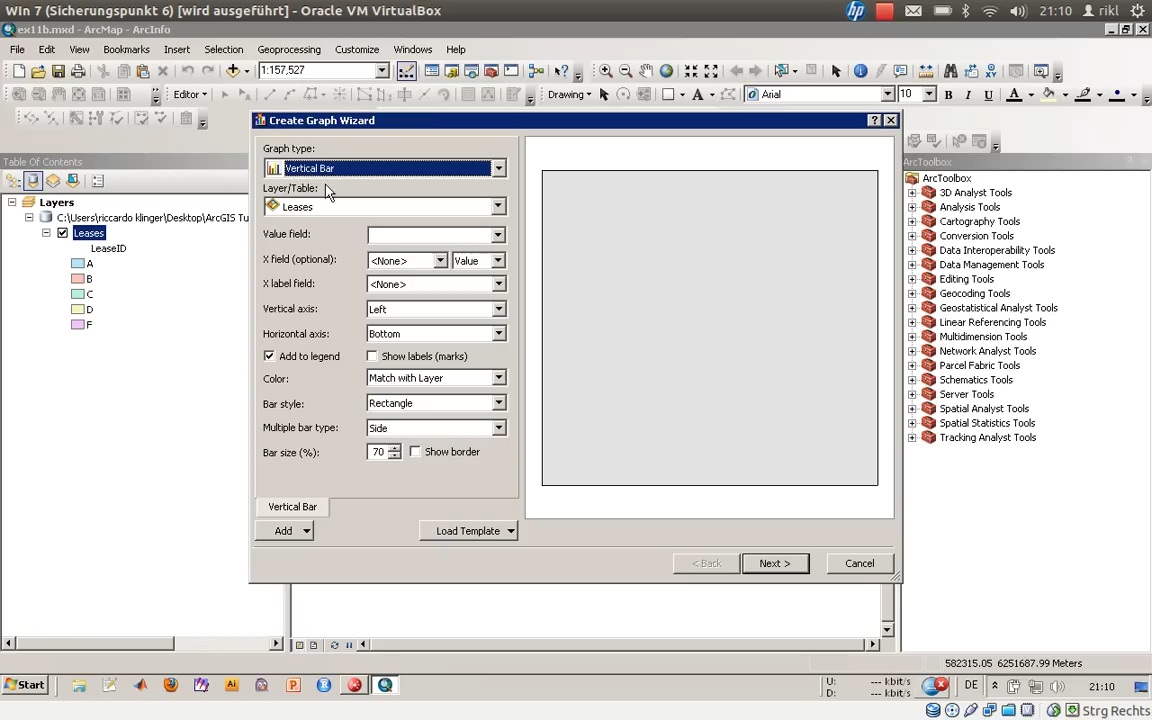 WIn 7 (Sicherungspunkt 6) [wird ausgeführt] - Oracle VM VirtualBox
21:10 rikl
ex11b.mxd - ArcMap - ArcInfo
File Edit View Bookmarks Insert Selection Geoprocessing Customize Windows Help
1:157,527
Editor Drawing Arial 10 B I U A
Create Graph Wizard
Table Of Contents
ArcToolbox
Layers
C:\Users\riccardo klinger\Desktop\ArcGIS Tu
Leases
LeaseID
A
B
C
D
F
Graph type:
Vertical Bar
Layer/Table:
Leases
Value field:
X field (optional): <None> Value
X label field: <None>
Vertical axis: Left
Horizontal axis: Bottom
Add to legend Show labels (marks)
Color: Match with Layer
Bar style: Rectangle
Multiple bar type: Side
Bar size (%): 70 Show border
Vertical Bar
Add Load Template
< Back Next > Cancel
ArcToolbox
3D Analyst Tools
Analysis Tools
Cartography Tools
Conversion Tools
Data Interoperability Tools
Data Management Tools
Editing Tools
Geocoding Tools
Geostatistical Analyst Tools
Linear Referencing Tools
Multidimension Tools
Network Analyst Tools
Parcel Fabric Tools
Schematics Tools
Server Tools
Spatial Analyst Tools
Spatial Statistics Tools
Tracking Analyst Tools
582315.05 6251687.99 Meters
Start
U: --- kbit/s
D: --- kbit/s
DE 21:10
Strg Rechts